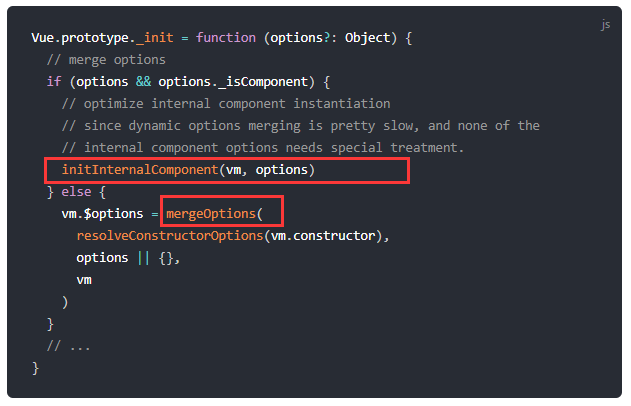 js
Vue.prototype._init = function (options?: Object) {
  // merge options
  if (options && options._isComponent) {
    // optimize internal component instantiation
    // since dynamic options merging is pretty slow, and none of the
    // internal component options needs special treatment.
    initInternalComponent(vm, options)
  } else {
    vm.$options = mergeOptions(
      resolveConstructorOptions(vm.constructor),
      options || {},
      vm
    )
  }
  // ...
}